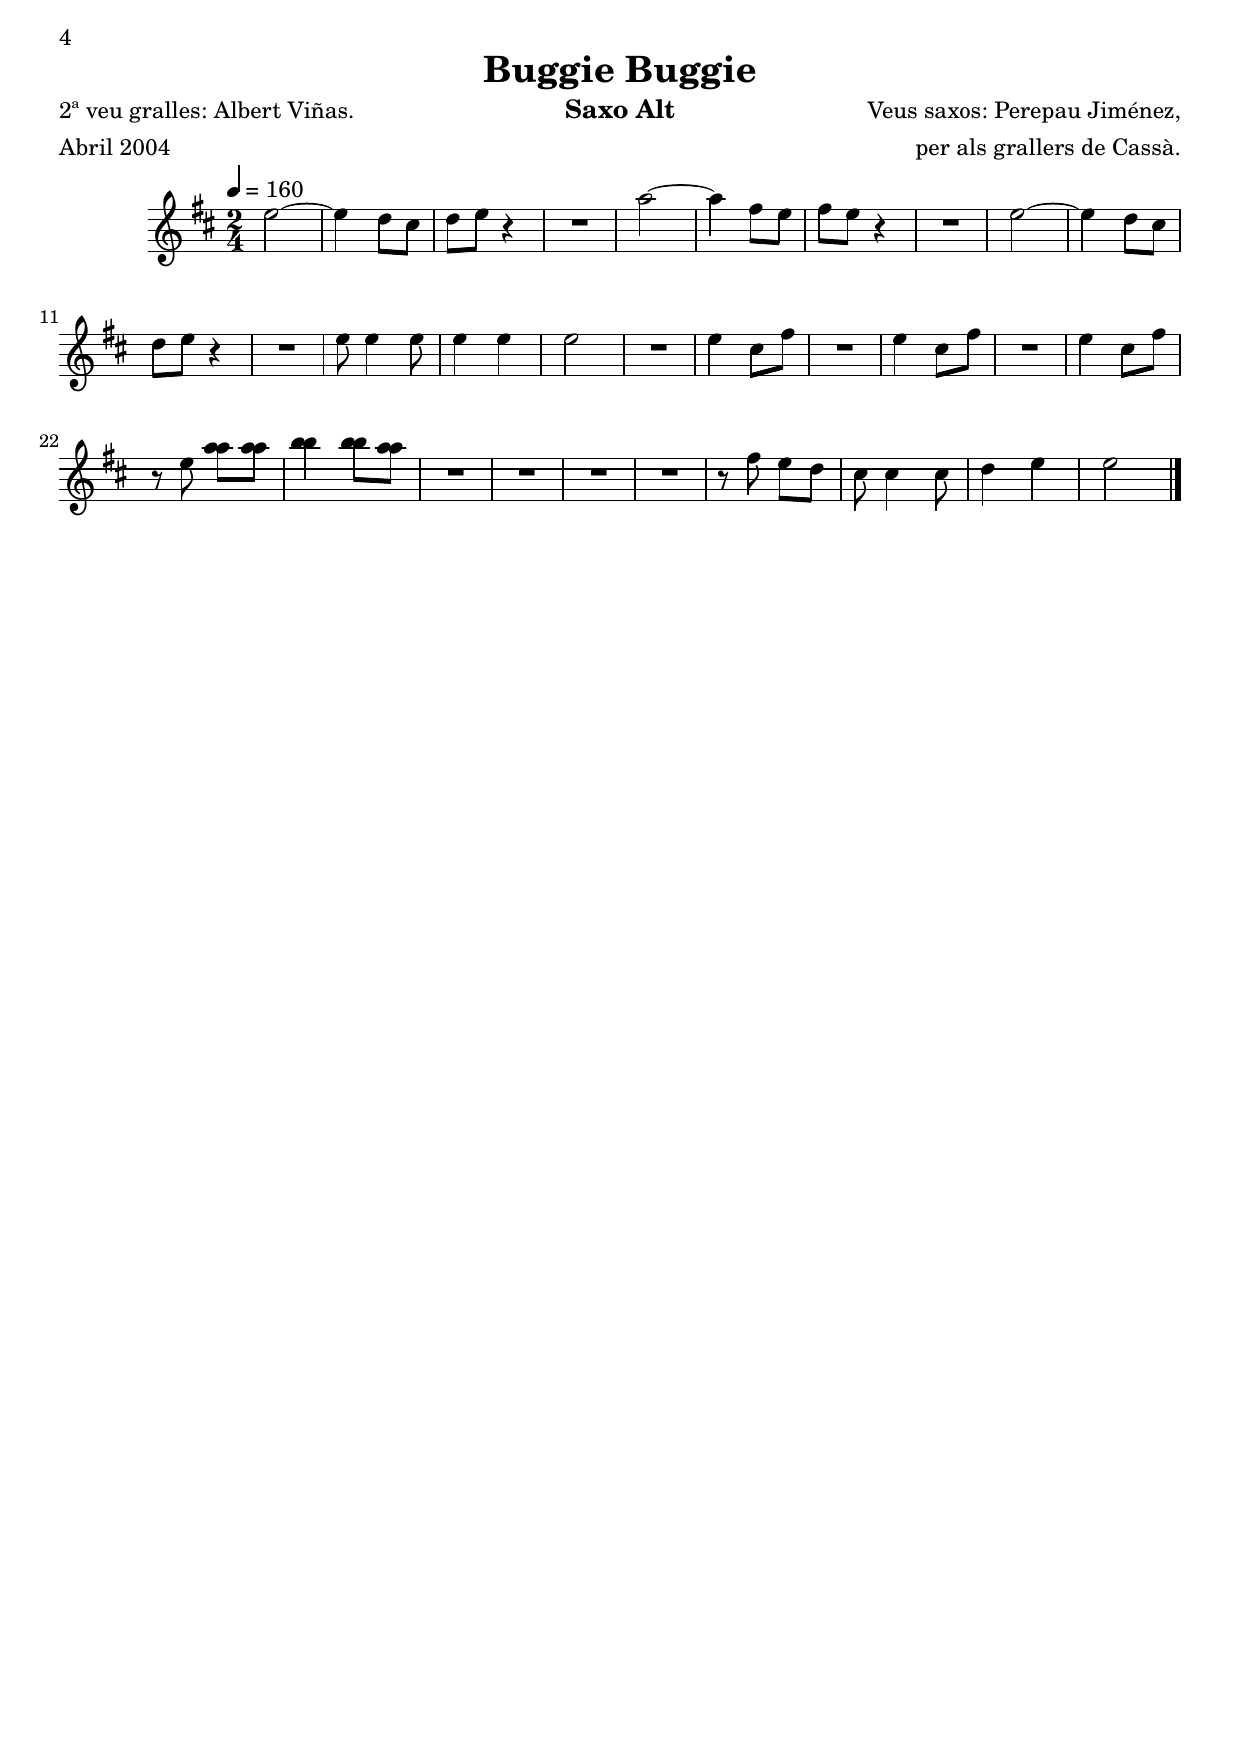 4
Buggie Buggie
2ª veu gralles: Albert Viñas. Saxo Alt Veus saxos: Perepau Jiménez,
Abril 2004 per als grallers de Cassà.
= 160
2
4
11
22